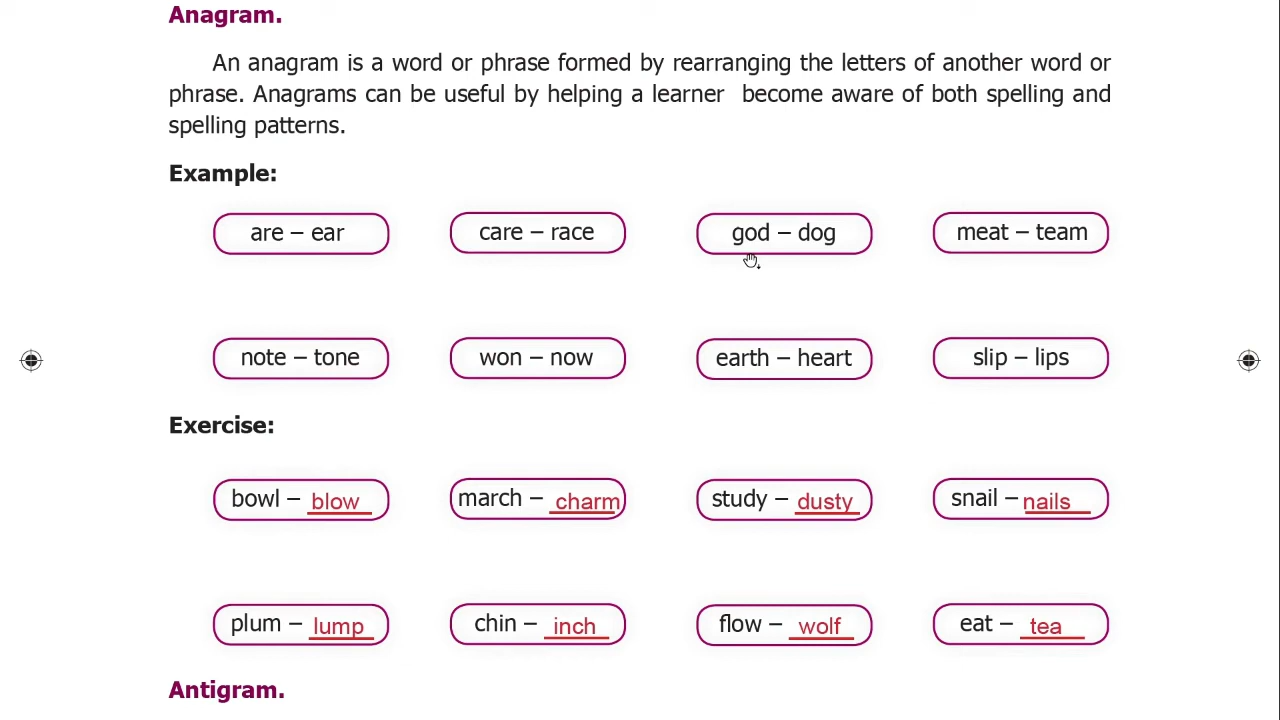 Anagram.
An anagram is a word or phrase formed by rearranging the letters of another word or
phrase. Anagrams can be useful by helping a learner become aware of both spelling and
spelling patterns.
Example:
are – ear care – race god – dog meat – team
note – tone won – now earth – heart slip – lips
Exercise:
bowl – blow march – charm study – dusty snail – nails
plum – lump chin – inch flow – wolf eat – tea
Antigram.